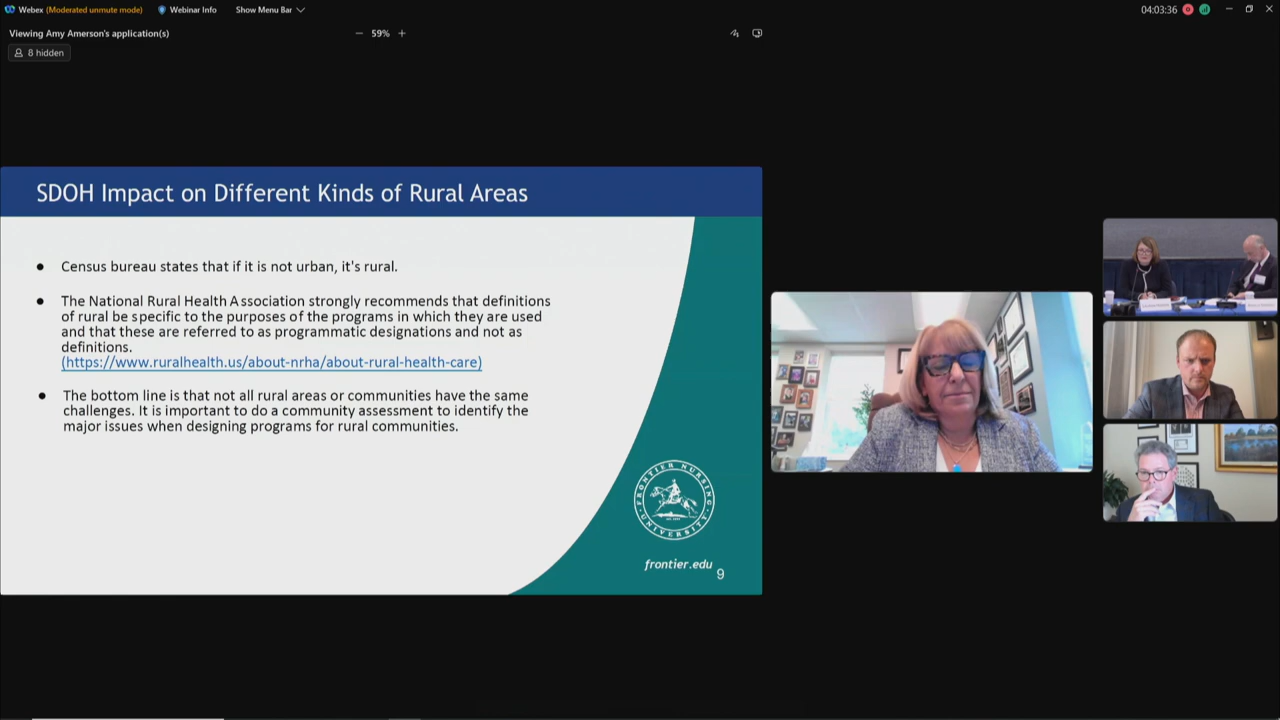 Webex (Moderated unmute mode)
Webinar Info
Show Menu Bar
04:03:36
Viewing Amy Amerson's application(s)
59%
8 hidden
SDOH Impact on Different Kinds of Rural Areas
Census bureau states that if it is not urban, it's rural.
The National Rural Health Association strongly recommends that definitions
of rural be specific to the purposes of the programs in which they are used
and that these are referred to as programmatic designations and not as
definitions.
(https://www.ruralhealth.us/about-nrha/about-rural-health-care)
The bottom line is that not all rural areas or communities have the same
challenges. It is important to do a community assessment to identify the
major issues when designing programs for rural communities.
FRONTIER NURSING
UNIVERSITY
frontier.edu
9